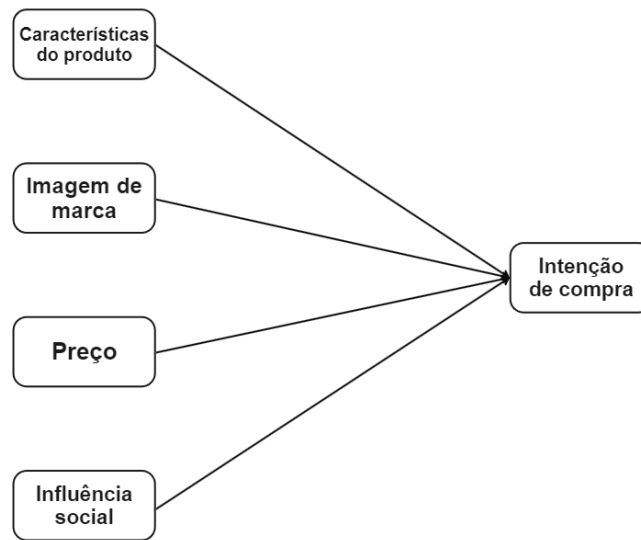 Características
do produto
Imagem de
marca
Intenção
de compra
Preço
Influência
social